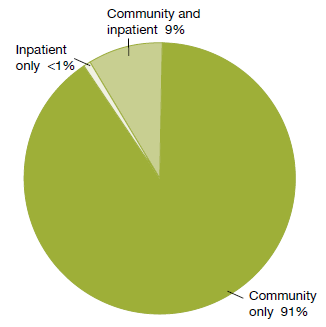 Community and
inpatient 9%
Inpatient
only <1%
Community
only 91%